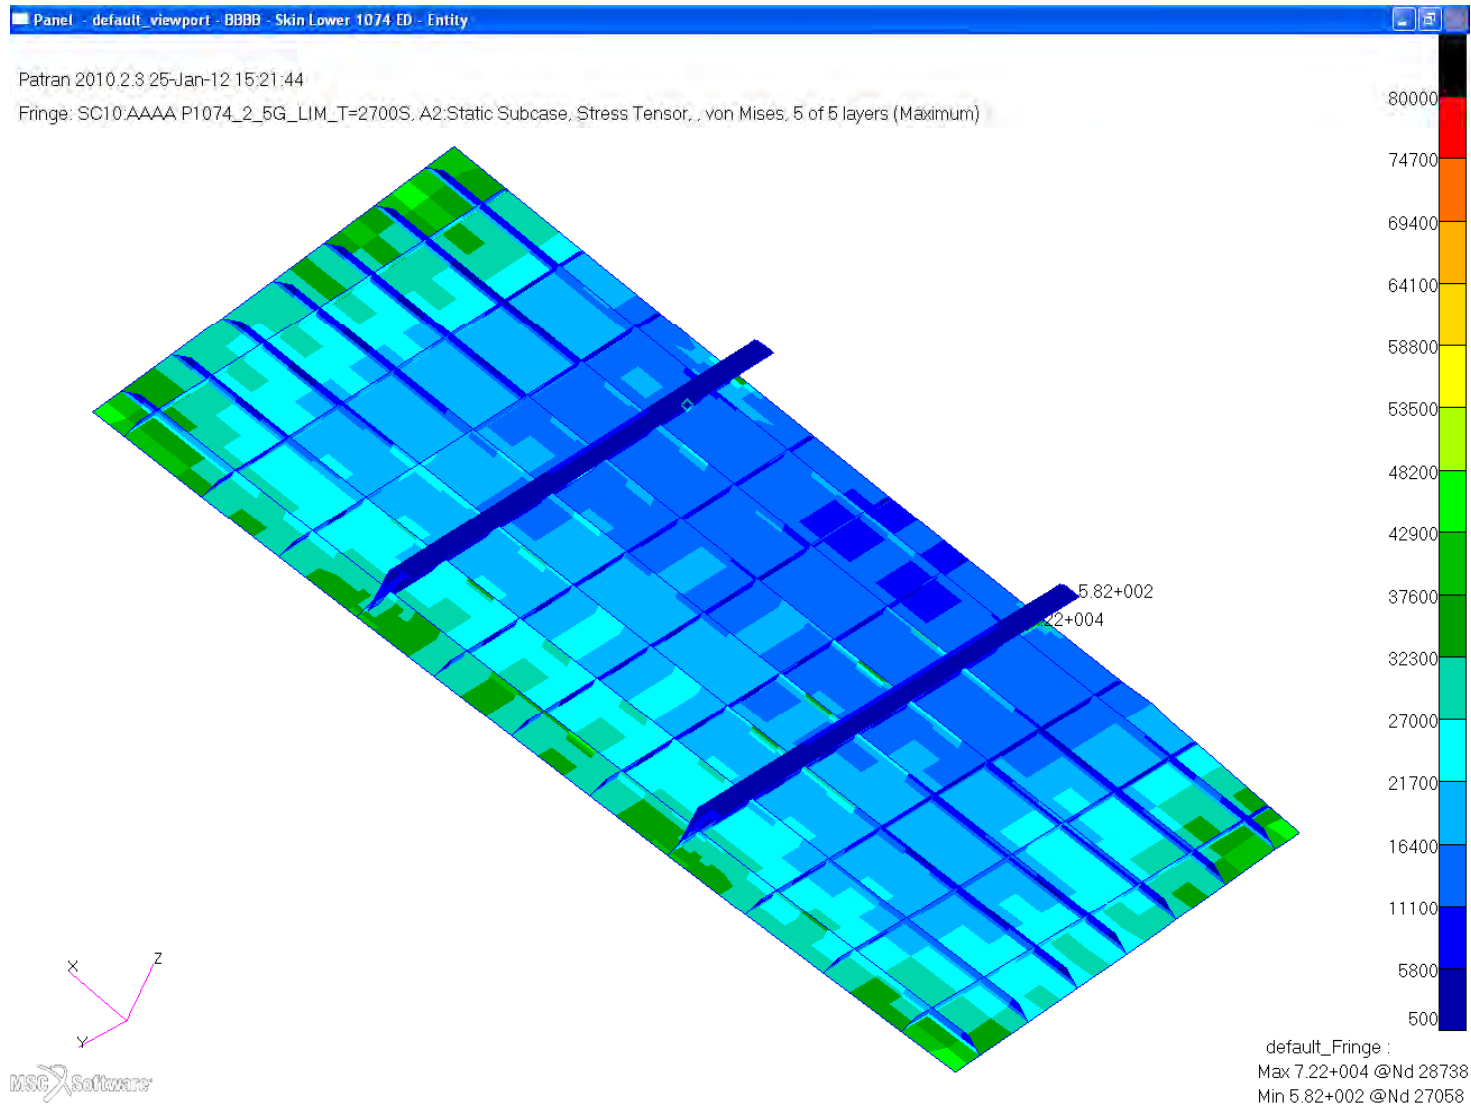 Panel - default_viewport - BBBB - Skin Lower 1074 ED - Entity
Patran 2010.2.3 25-Jan-12 15:21:44
Fringe: SC10:AAAA P1074_2_5G_LIM_T=2700S, A2:Static Subcase, Stress Tensor, , von Mises, 5 of 5 layers (Maximum)
80000
74700
69400
64100
58800
53500
48200
42900
37600
32300
27000
21700
16400
11100
5800
500
5.82+002
22+004
X
Z
Y
MSC Software
default_Fringe :
Max 7.22+004 @Nd 28738
Min 5.82+002 @Nd 27058